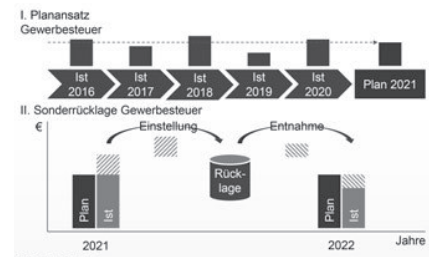 I. Planansatz
Gewerbesteuer
Ist 2016
Ist 2017
Ist 2018
Ist 2019
Ist 2020
Plan 2021
II. Sonderrücklage Gewerbesteuer
€
Einstellung
Entnahme
Rück-
lage
Plan
Ist
Plan
Ist
2021
2022
Jahre